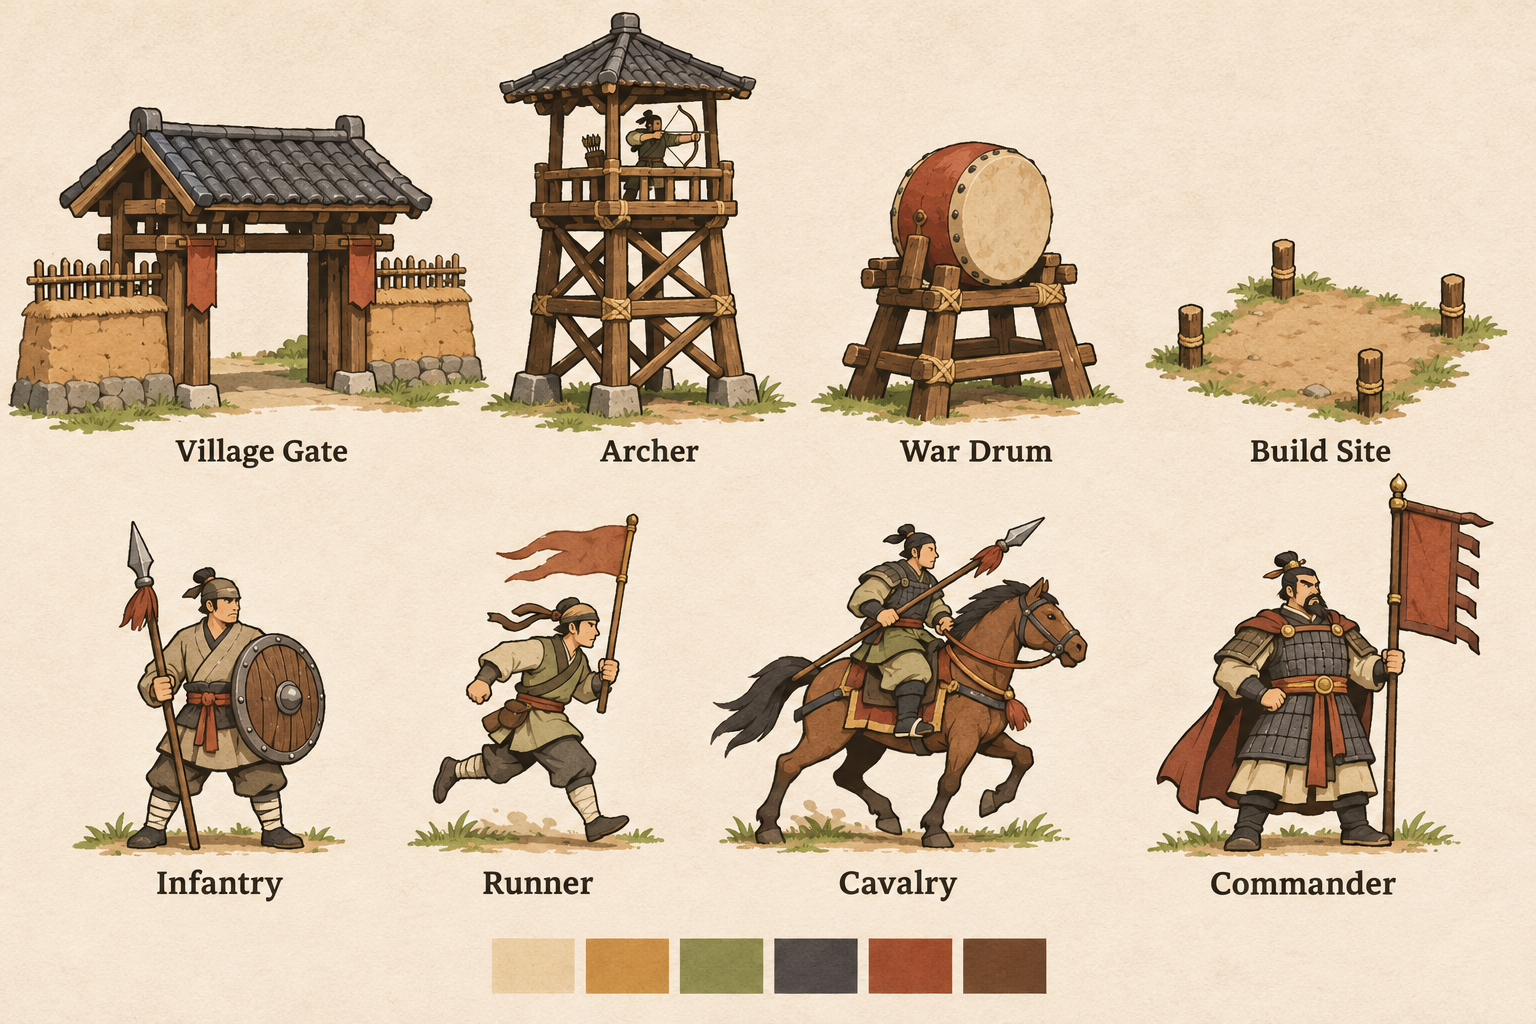 Village Gate
Archer
War Drum
Build Site
Infantry
Runner
Cavalry
Commander